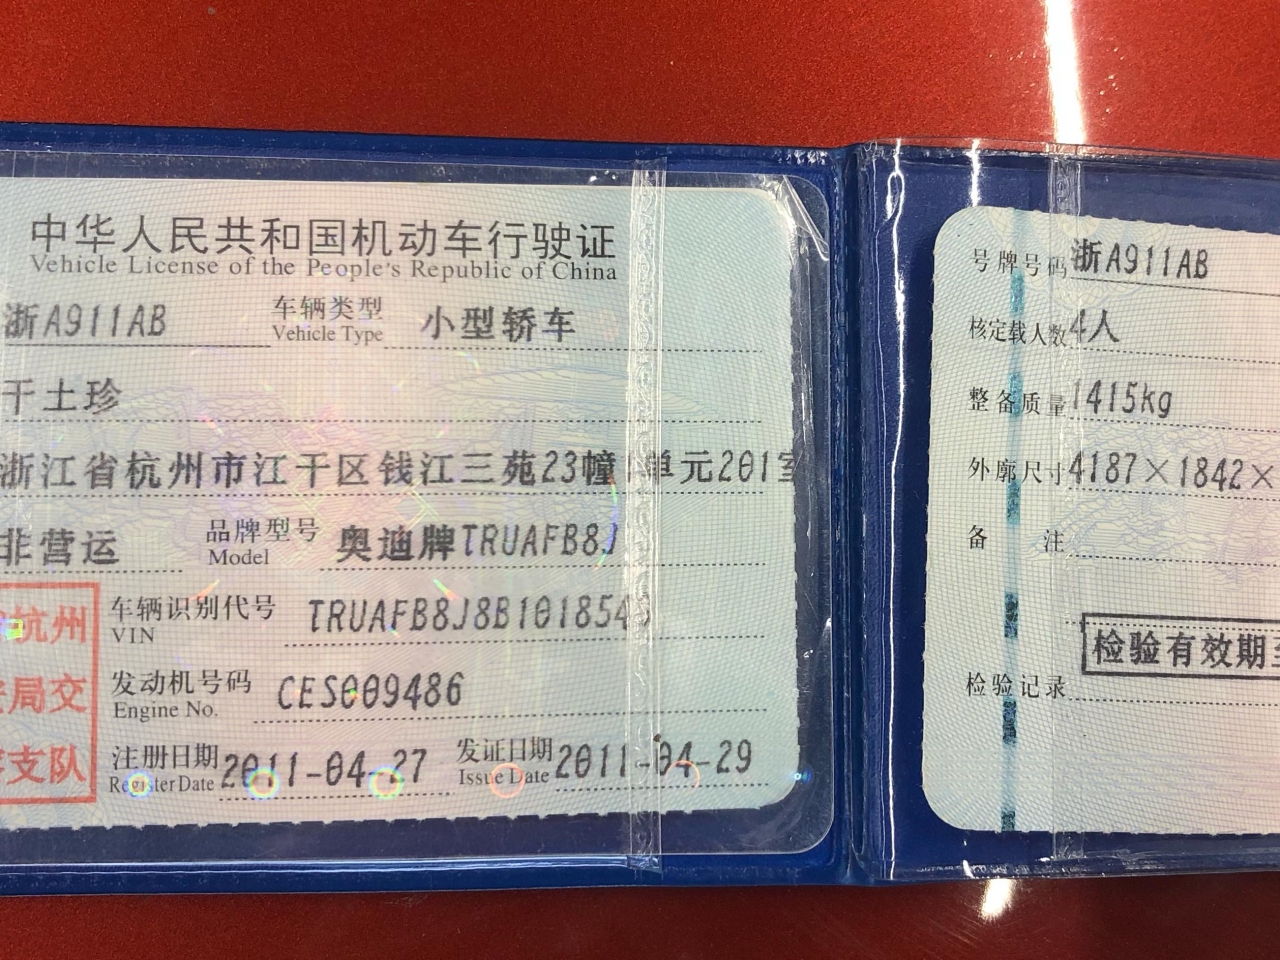 中华人民共和国机动车行驶证
Vehicle License of the People's Republic of China
浙A911AB 车辆类型 小型轿车
Vehicle Type
干土珍
浙江省杭州市江干区钱江三苑23幢 单元201室
非营运 品牌型号 奥迪牌TRUAFB8J
Model
车辆识别代号 TRUAFB8J8B1018543
VIN
杭州
发动机号码 CES009486
Engine No.
局交
注册日期 2011-04-27 发证日期 2011-04-29
Register Date Issue Date
支队
号牌号码 浙A911AB
核定载人数 4人
整备质量 1415kg
外廓尺寸 4187×1842×
备 注
检验有效期至
检验记录